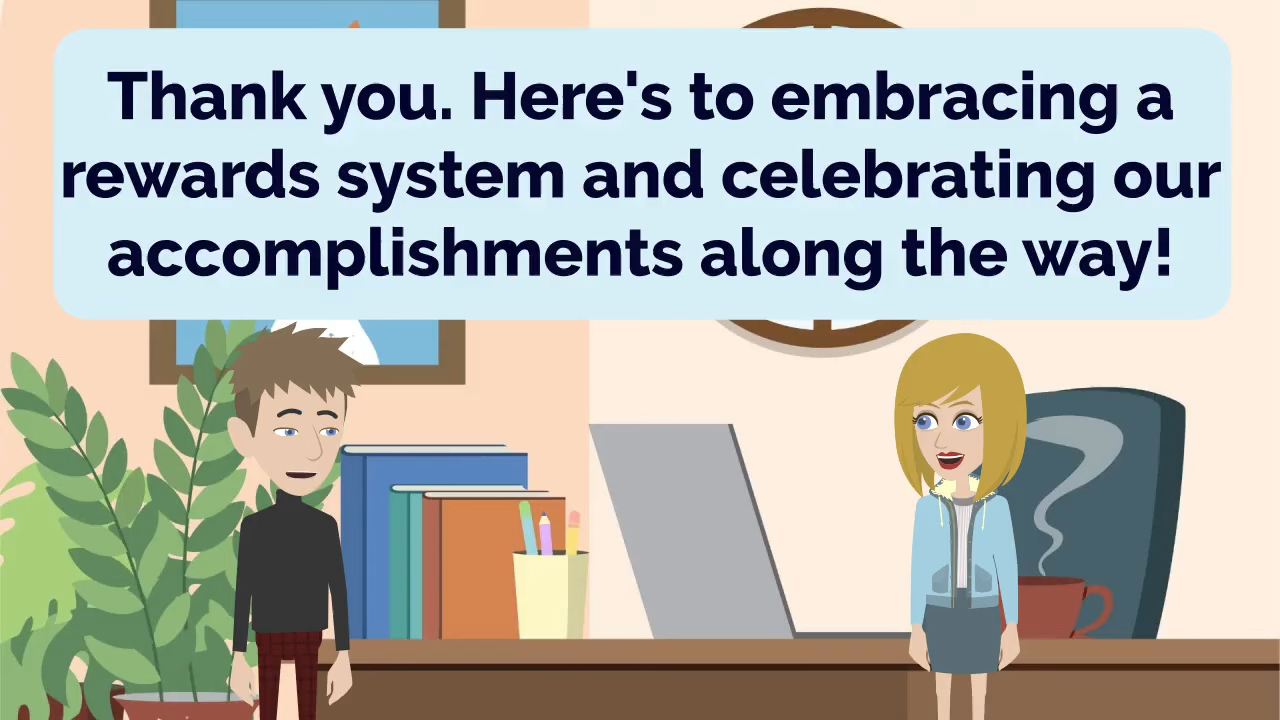 Thank you. Here's to embracing a
rewards system and celebrating our
accomplishments along the way!